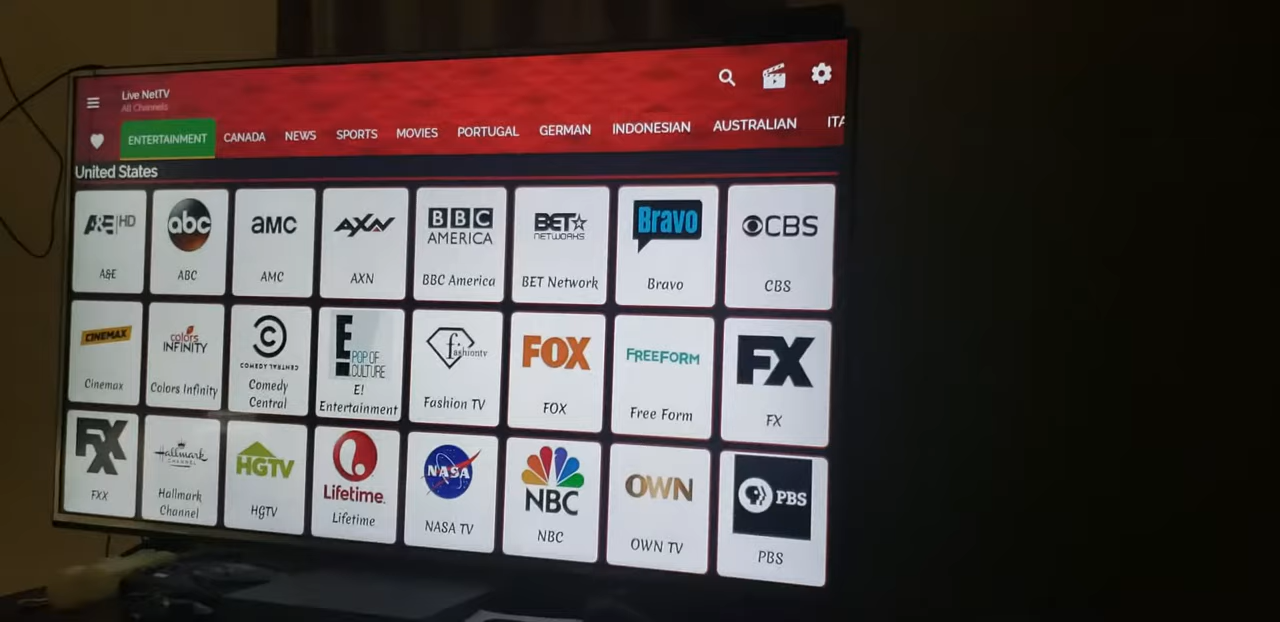 Live NetTV
All Channels
ENTERTAINMENT CANADA NEWS SPORTS MOVIES PORTUGAL GERMAN INDONESIAN AUSTRALIAN ITA
United States
A&E HD
A&E
abc
ABC
aMC
AMC
AXN
AXN
BBC
AMERICA
BBC America
BET
NETWORKS
BET Network
Bravo
Bravo
CBS
CBS
CINEMAX
Cinemax
colors
INFINITY
Colors Infinity
COMEDY CENTRAL
Comedy
Central
E!
POP OF
CULTURE
E!
Entertainment
fashiontv
Fashion TV
FOX
FOX
FREEFORM
Free Form
FX
FX
FXX
FXX
Hallmark
CHANNEL
Hallmark
Channel
HGTV
HGTV
Lifetime
Lifetime
NASA
NASA TV
NBC
NBC
OWN
OWN TV
PBS
PBS